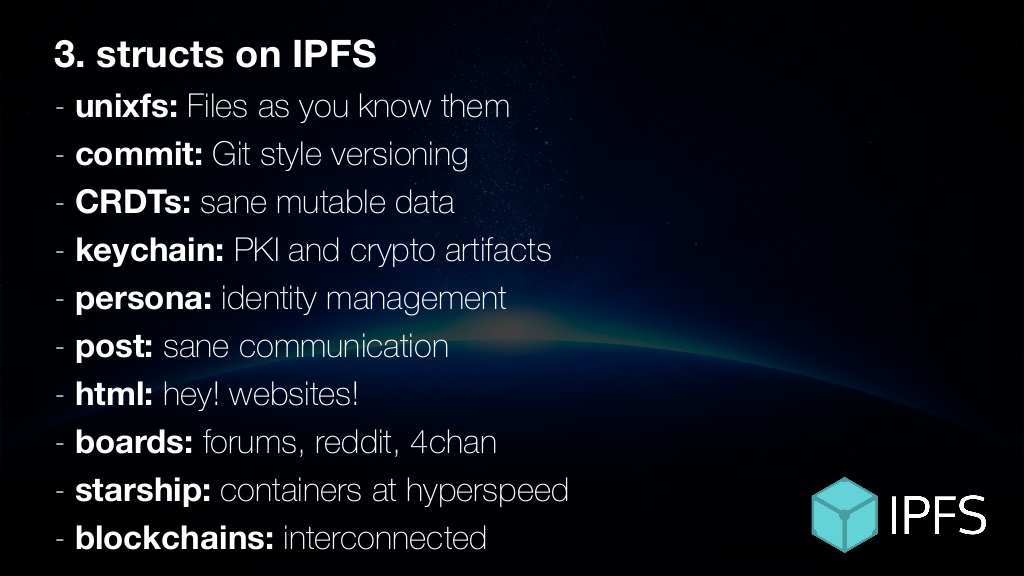 3. structs on IPFS
- unixfs: Files as you know them
- commit: Git style versioning
- CRDTs: sane mutable data
- keychain: PKI and crypto artifacts
- persona: identity management
- post: sane communication
- html: hey! websites!
- boards: forums, reddit, 4chan
- starship: containers at hyperspeed
- blockchains: interconnected
IPFS